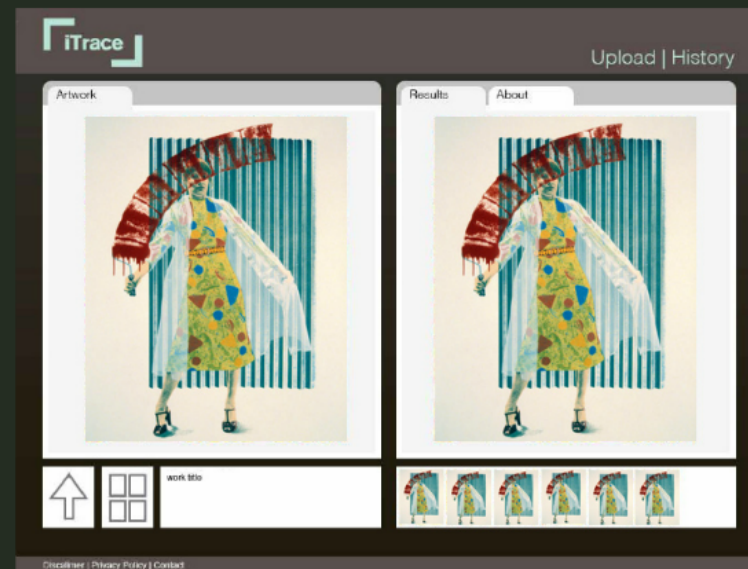 iTrace
Upload | History
Artwork
Results
About
work title
Disclaimer | Privacy Policy | Contact